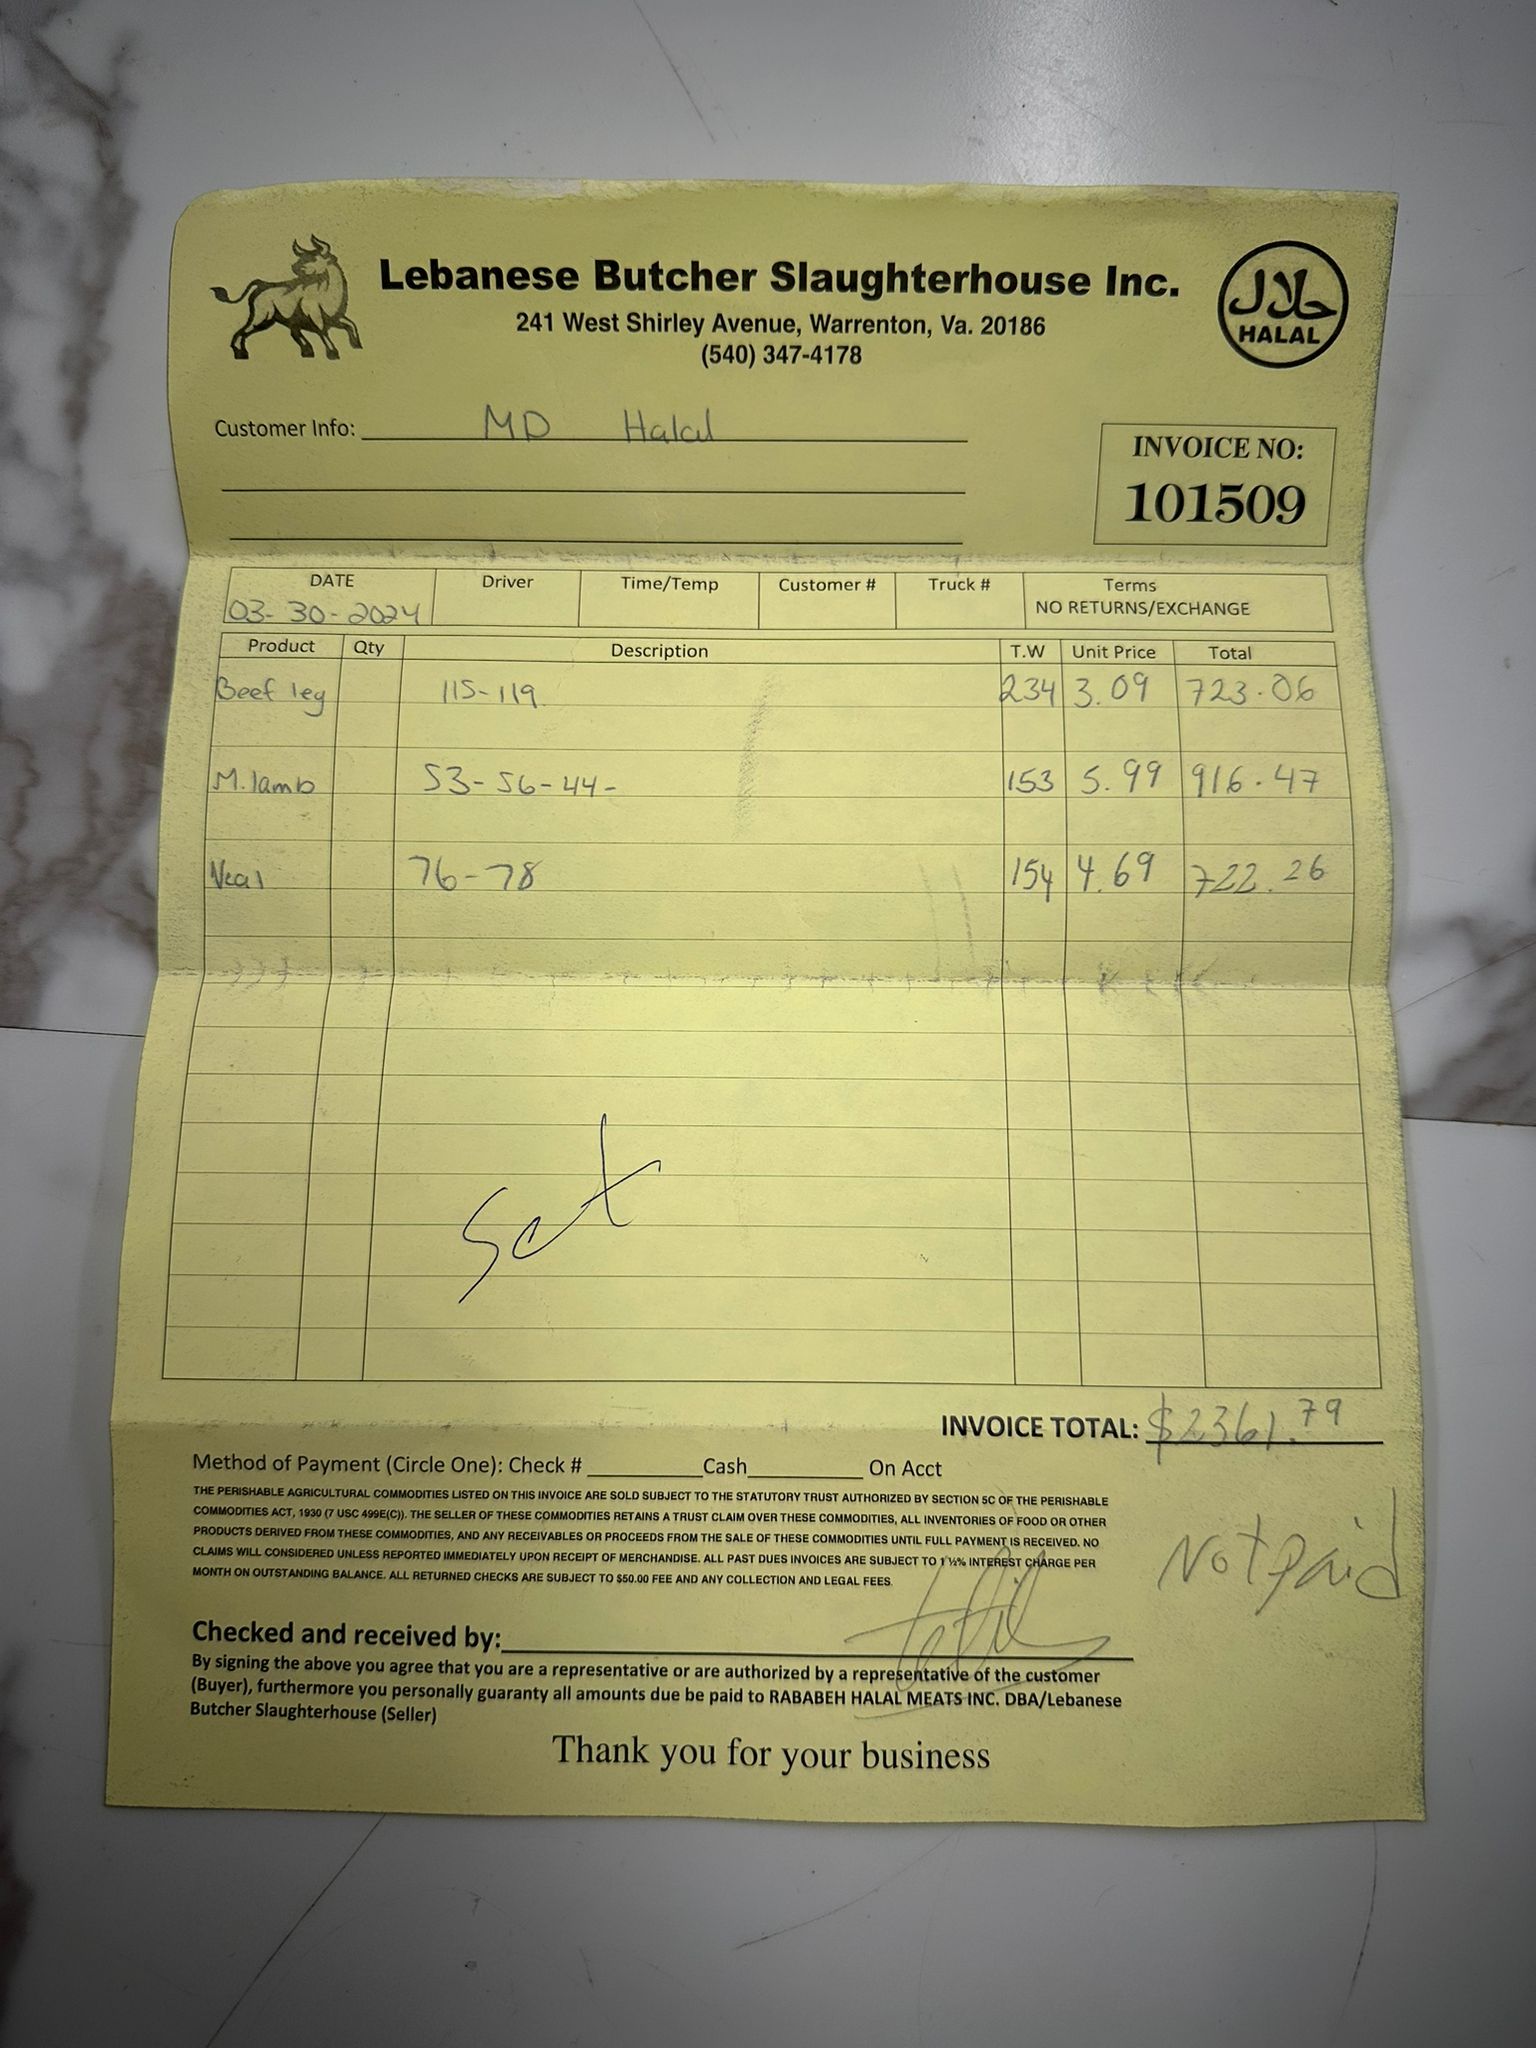 Lebanese Butcher Slaughterhouse Inc.
241 West Shirley Avenue, Warrenton, Va. 20186
(540) 347-4178
حلال
HALAL
Customer Info: MD Halal
INVOICE NO:
101509
DATE Driver Time/Temp Customer # Truck # Terms
03-30-2024 NO RETURNS/EXCHANGE
Product Qty Description T.W Unit Price Total
Beef leg 115-119 234 3.09 723.06
M. lamb 53-56-44- 153 5.99 916.47
Veal 76-78 154 4.69 722.26
Sat
INVOICE TOTAL: $2361.79
Method of Payment (Circle One): Check # Cash On Acct
THE PERISHABLE AGRICULTURAL COMMODITIES LISTED ON THIS INVOICE ARE SOLD SUBJECT TO THE STATUTORY TRUST AUTHORIZED BY SECTION 5C OF THE PERISHABLE
COMMODITIES ACT, 1930 (7 USC 499E(C)). THE SELLER OF THESE COMMODITIES RETAINS A TRUST CLAIM OVER THESE COMMODITIES, ALL INVENTORIES OF FOOD OR OTHER
PRODUCTS DERIVED FROM THESE COMMODITIES, AND ANY RECEIVABLES OR PROCEEDS FROM THE SALE OF THESE COMMODITIES UNTIL FULL PAYMENT IS RECEIVED. NO
CLAIMS WILL CONSIDERED UNLESS REPORTED IMMEDIATELY UPON RECEIPT OF MERCHANDISE. ALL PAST DUES INVOICES ARE SUBJECT TO 1 ½% INTEREST CHARGE PER
MONTH ON OUTSTANDING BALANCE. ALL RETURNED CHECKS ARE SUBJECT TO $50.00 FEE AND ANY COLLECTION AND LEGAL FEES.
Not paid
Checked and received by:
By signing the above you agree that you are a representative or are authorized by a representative of the customer
(Buyer), furthermore you personally guaranty all amounts due be paid to RABABEH HALAL MEATS INC. DBA/Lebanese
Butcher Slaughterhouse (Seller)
Thank you for your business